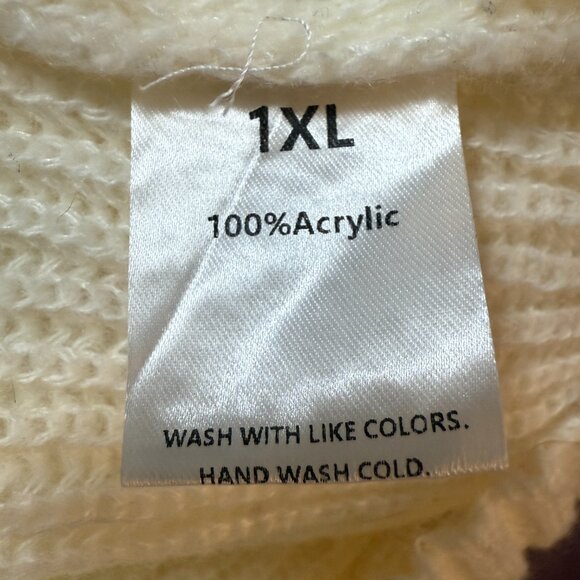 1XL
100%Acrylic
WASH WITH LIKE COLORS.
HAND WASH COLD.